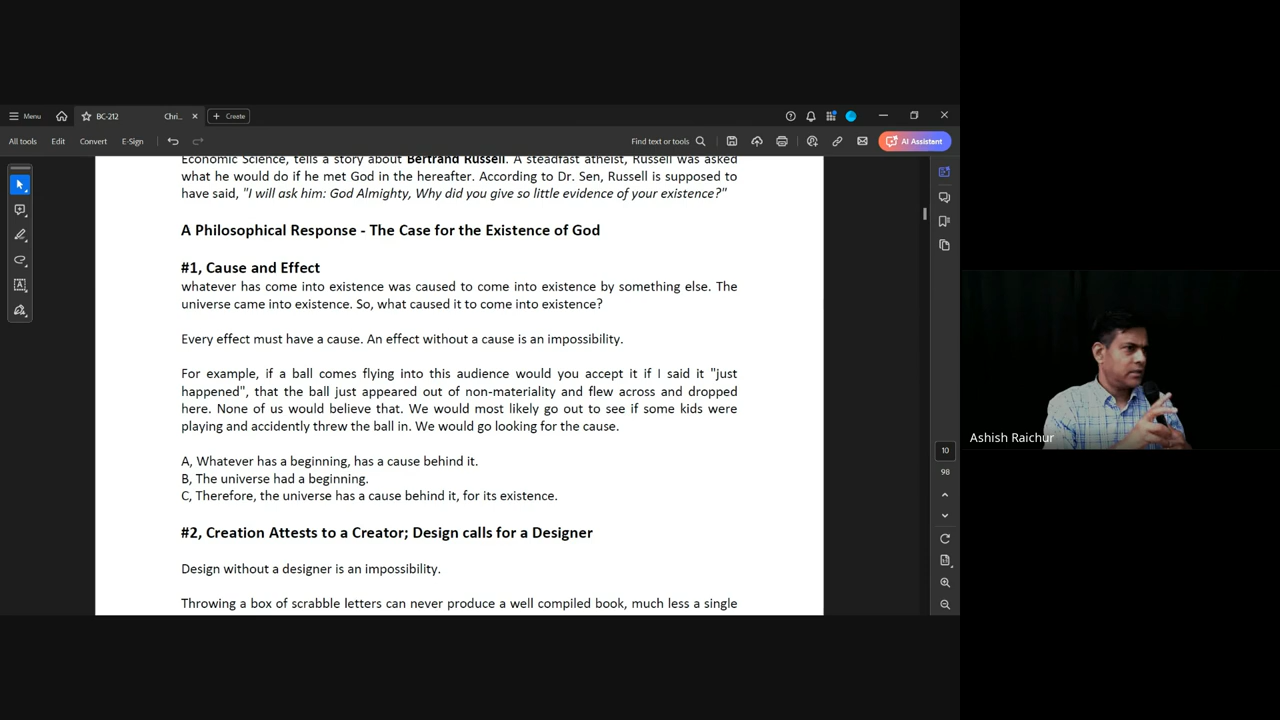 Menu
BC-212
Chri...
Create
All tools
Edit
Convert
E-Sign
Find text or tools
AI Assistant
Economic Science, tells a story about Bertrand Russell. A steadfast atheist, Russell was asked
what he would do if he met God in the hereafter. According to Dr. Sen, Russell is supposed to
have said, "I will ask him: God Almighty, Why did you give so little evidence of your existence?"
A Philosophical Response - The Case for the Existence of God
#1, Cause and Effect
whatever has come into existence was caused to come into existence by something else. The
universe came into existence. So, what caused it to come into existence?
Every effect must have a cause. An effect without a cause is an impossibility.
For example, if a ball comes flying into this audience would you accept it if I said it "just
happened", that the ball just appeared out of non-materiality and flew across and dropped
here. None of us would believe that. We would most likely go out to see if some kids were
playing and accidently threw the ball in. We would go looking for the cause.
A, Whatever has a beginning, has a cause behind it.
B, The universe had a beginning.
C, Therefore, the universe has a cause behind it, for its existence.
#2, Creation Attests to a Creator; Design calls for a Designer
Design without a designer is an impossibility.
Throwing a box of scrabble letters can never produce a well compiled book, much less a single
10
98
Ashish Raichur